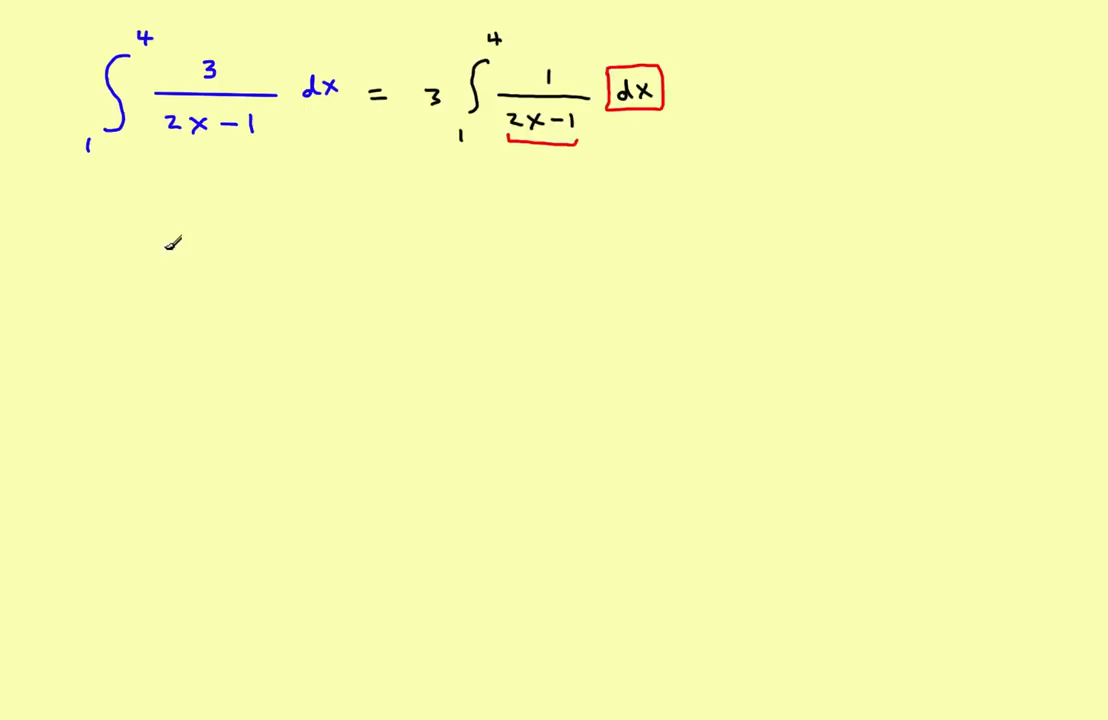 ∫₁⁴ 3/(2x-1) dx = 3 ∫₁⁴ 1/(2x-1) dx